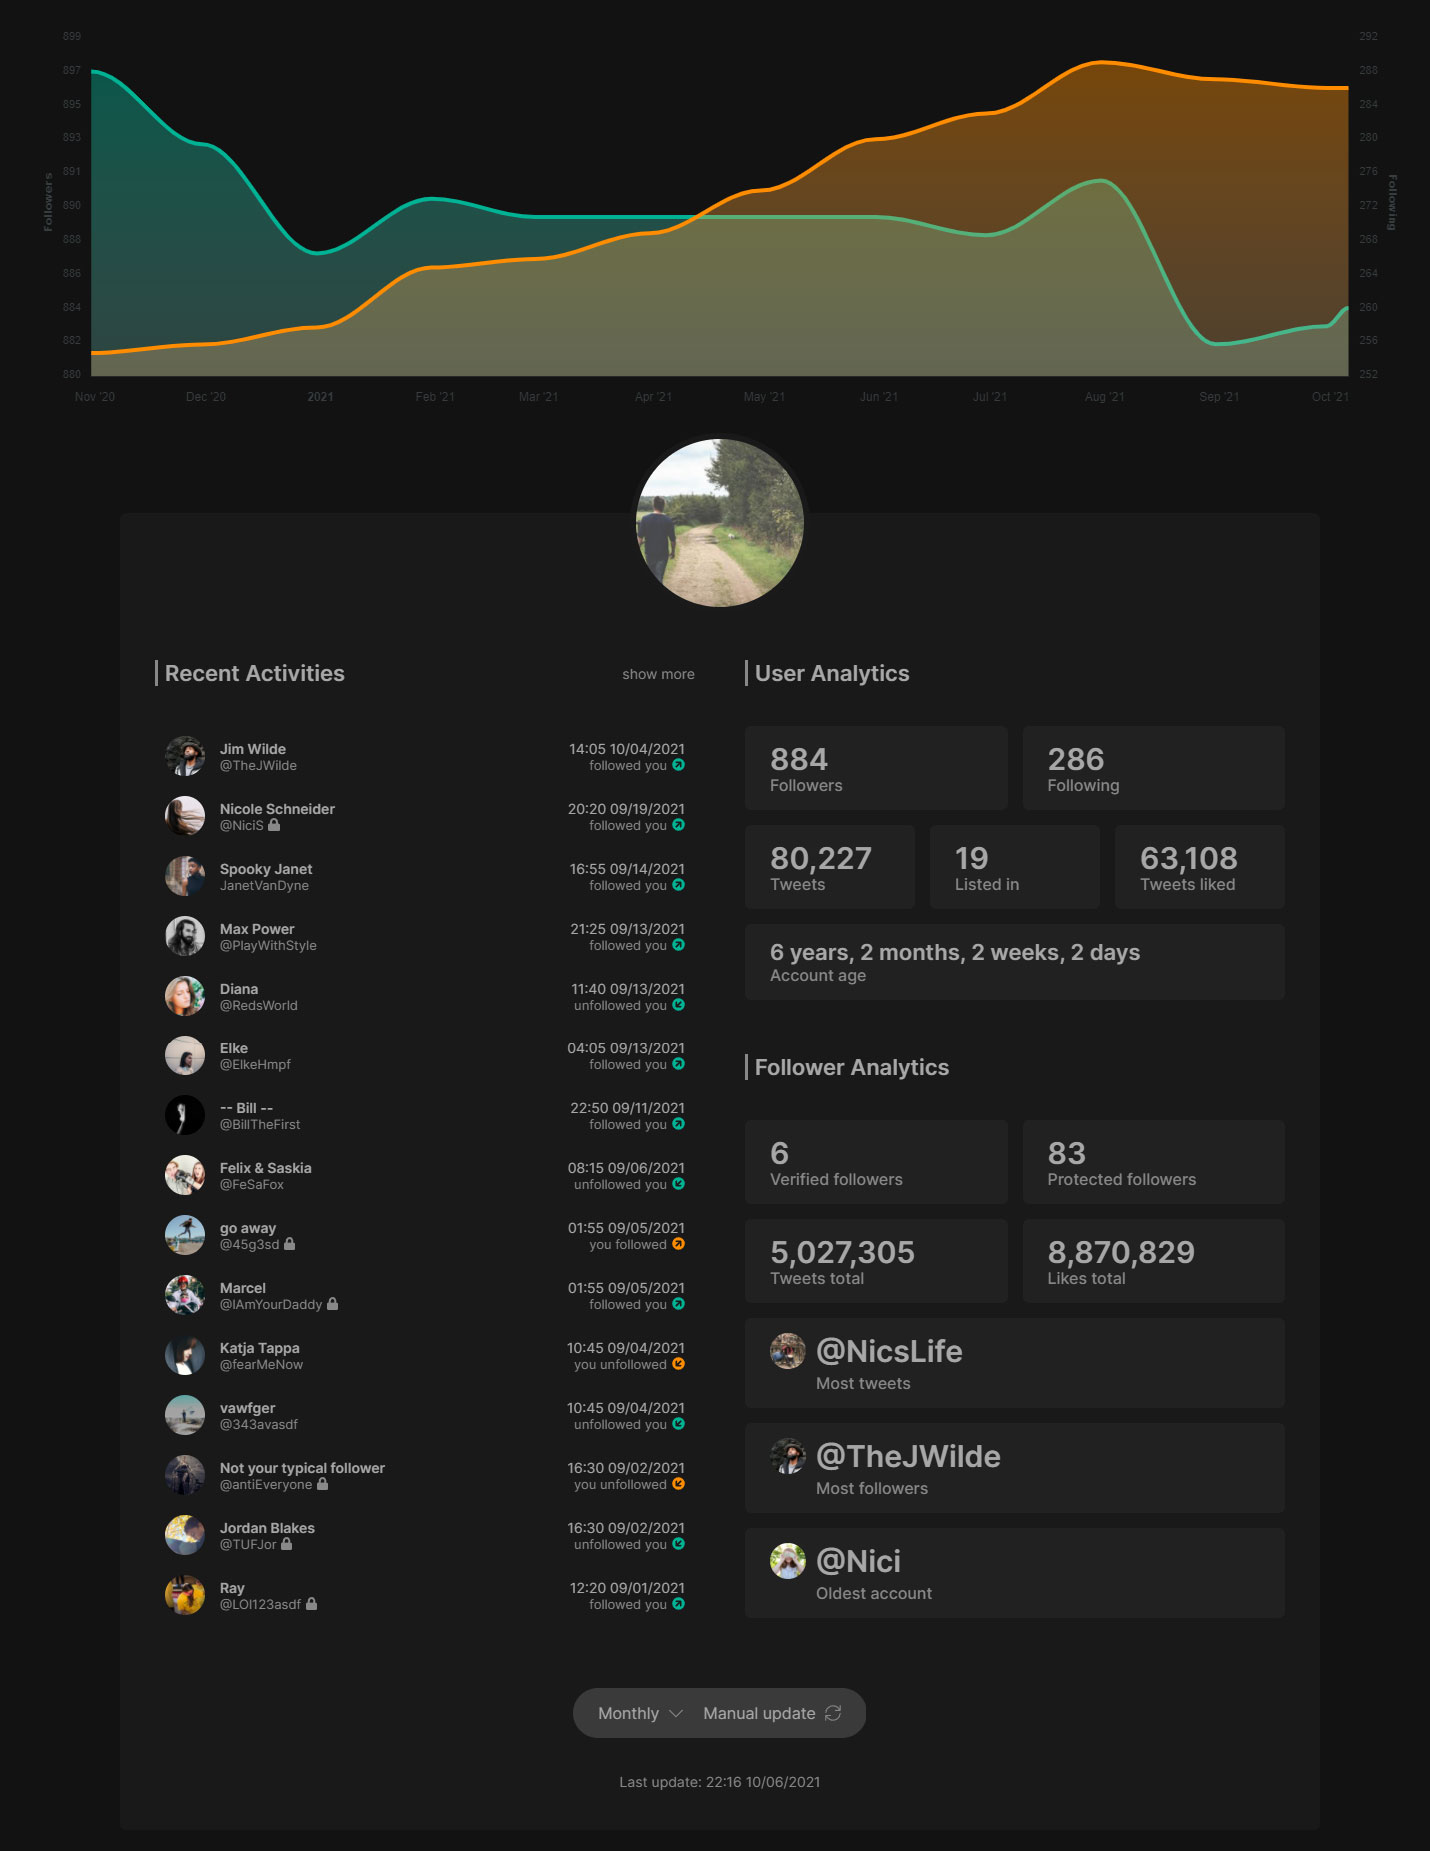 899
897
895
893
891
890
888
886
884
882
880
Followers
292
288
284
280
276
272
268
264
260
256
252
Following
Nov '20 Dec '20 2021 Feb '21 Mar '21 Apr '21 May '21 Jun '21 Jul '21 Aug '21 Sep '21 Oct '21
Recent Activities show more
Jim Wilde 14:05 10/04/2021
@TheJWilde followed you
Nicole Schneider 20:20 09/19/2021
@NiciS followed you
Spooky Janet 16:55 09/14/2021
JanetVanDyne followed you
Max Power 21:25 09/13/2021
@PlayWithStyle followed you
Diana 11:40 09/13/2021
@RedsWorld unfollowed you
Elke 04:05 09/13/2021
@ElkeHmpf followed you
-- Bill -- 22:50 09/11/2021
@BillTheFirst followed you
Felix & Saskia 08:15 09/06/2021
@FeSaFox unfollowed you
go away 01:55 09/05/2021
@45g3sd you followed
Marcel 01:55 09/05/2021
@IAmYourDaddy followed you
Katja Tappa 10:45 09/04/2021
@fearMeNow you unfollowed
vawfger 10:45 09/04/2021
@343avasdf unfollowed you
Not your typical follower 16:30 09/02/2021
@antiEveryone you unfollowed
Jordan Blakes 16:30 09/02/2021
@TUFJor unfollowed you
Ray 12:20 09/01/2021
@LOI123asdf followed you
User Analytics
884 286
Followers Following
80,227 19 63,108
Tweets Listed in Tweets liked
6 years, 2 months, 2 weeks, 2 days
Account age
Follower Analytics
6 83
Verified followers Protected followers
5,027,305 8,870,829
Tweets total Likes total
@NicsLife
Most tweets
@TheJWilde
Most followers
@Nici
Oldest account
Monthly Manual update
Last update: 22:16 10/06/2021